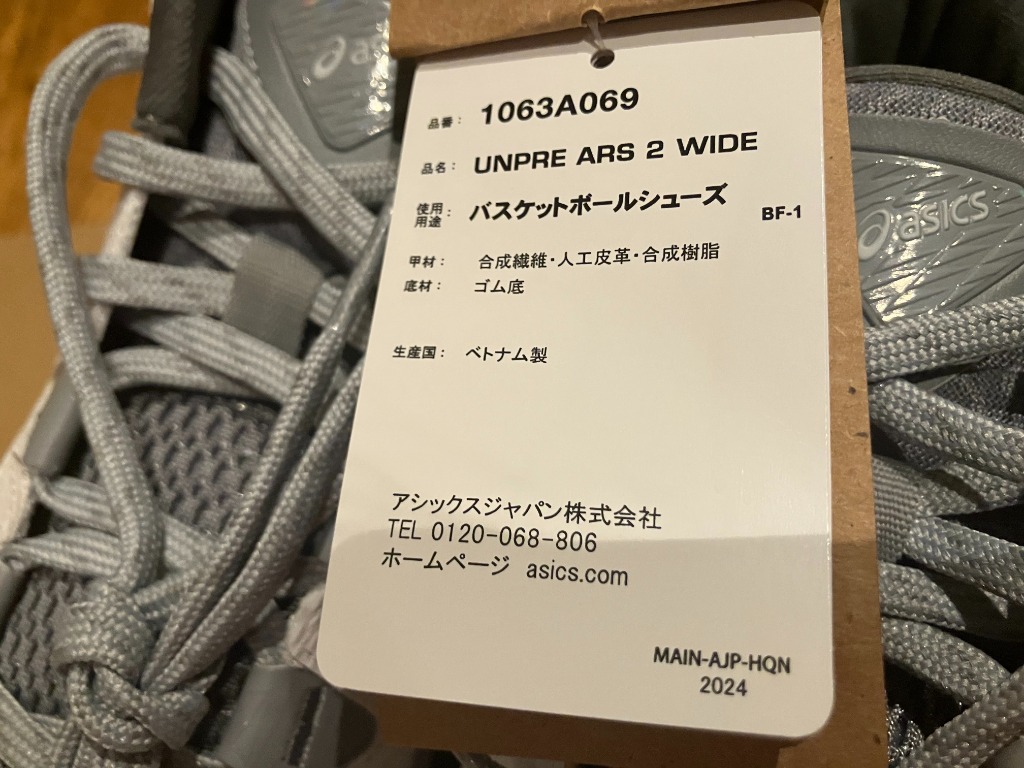 asics
品番: 1063A069
品名: UNPRE ARS 2 WIDE
使用用途: バスケットボールシューズ BF-1
甲材: 合成繊維・人工皮革・合成樹脂
底材: ゴム底
生産国: ベトナム製
アシックスジャパン株式会社
TEL 0120-068-806
ホームページ asics.com
MAIN-AJP-HQN
2024
asics